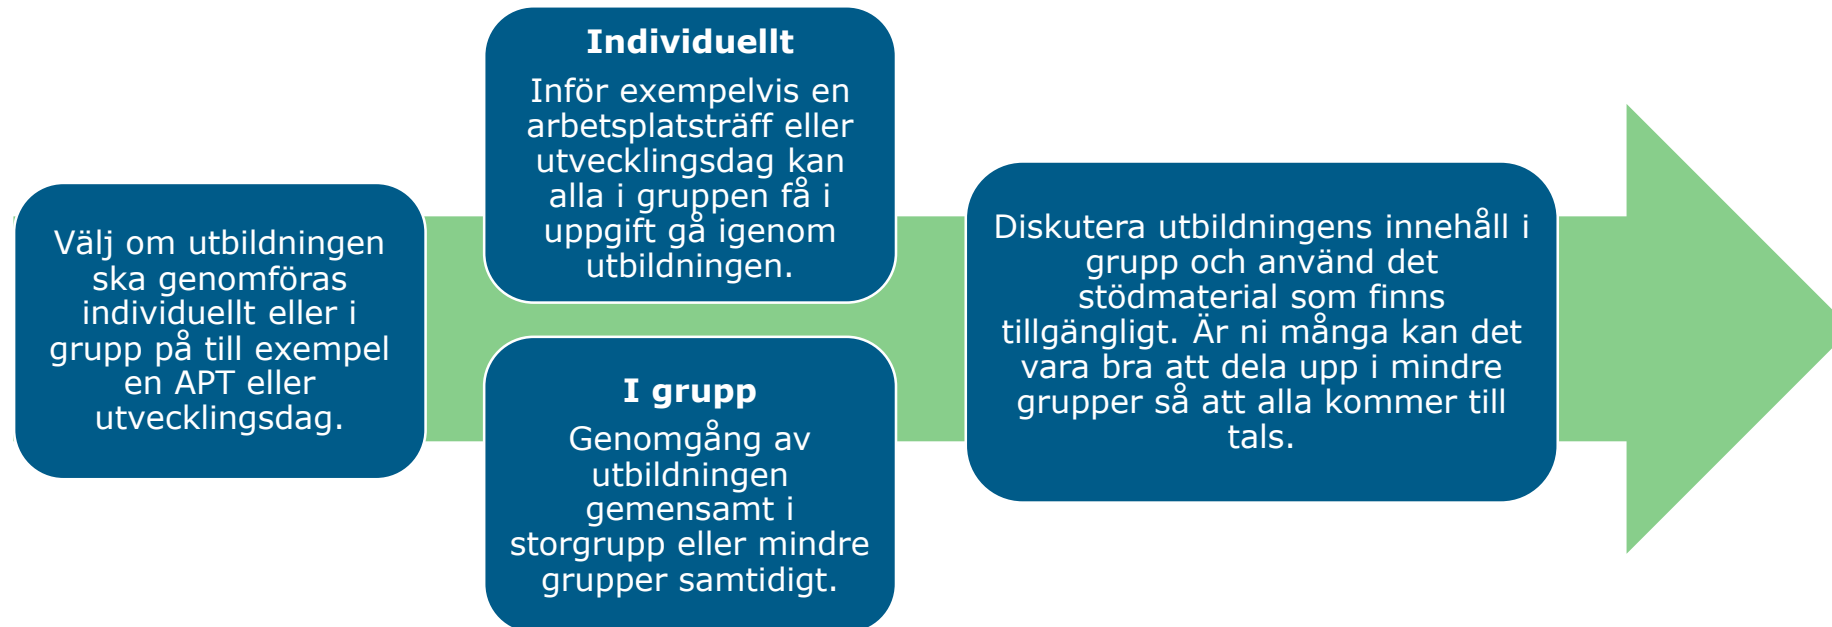 Välj om utbildningen
ska genomföras
individuellt eller i
grupp på till exempel
en APT eller
utvecklingsdag.
Individuellt
Inför exempelvis en
arbetsplatsträff eller
utvecklingsdag kan
alla i gruppen få i
uppgift gå igenom
utbildningen.
I grupp
Genomgång av
utbildningen
gemensamt i
storgrupp eller mindre
grupper samtidigt.
Diskutera utbildningens innehåll i
grupp och använd det
stödmaterial som finns
tillgängligt. Är ni många kan det
vara bra att dela upp i mindre
grupper så att alla kommer till
tals.